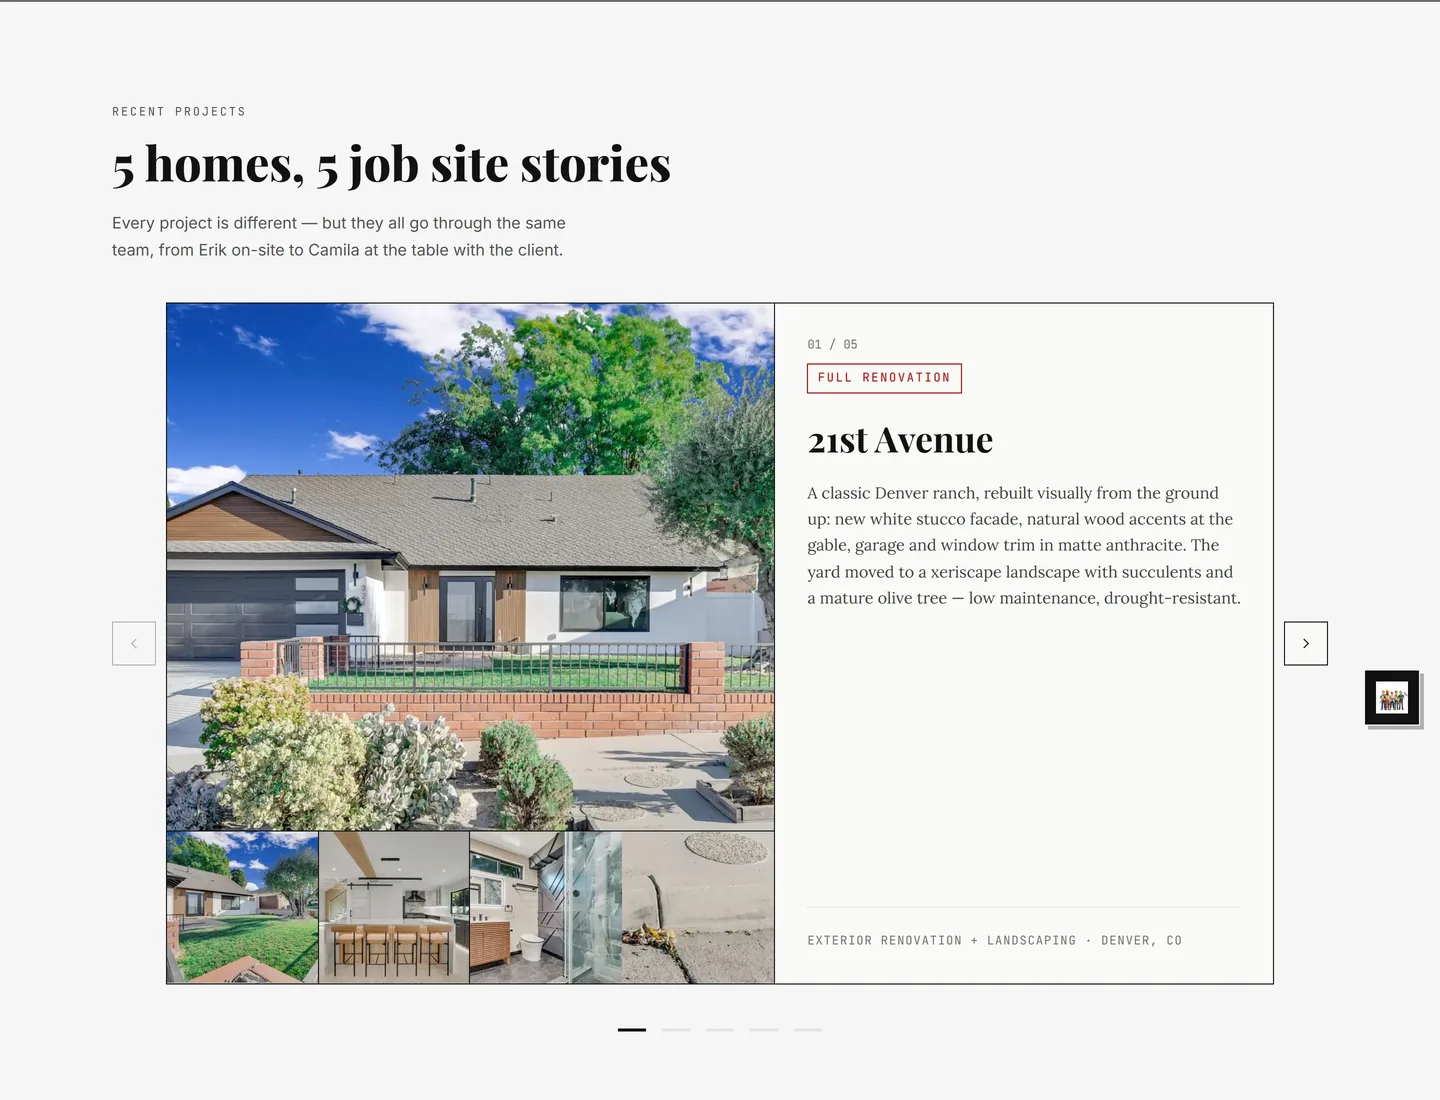 RECENT PROJECTS
5 homes, 5 job site stories
Every project is different — but they all go through the same
team, from Erik on-site to Camila at the table with the client.
01 / 05
FULL RENOVATION
21st Avenue
A classic Denver ranch, rebuilt visually from the ground
up: new white stucco facade, natural wood accents at the
gable, garage and window trim in matte anthracite. The
yard moved to a xeriscape landscape with succulents and
a mature olive tree — low maintenance, drought-resistant.
EXTERIOR RENOVATION + LANDSCAPING · DENVER, CO